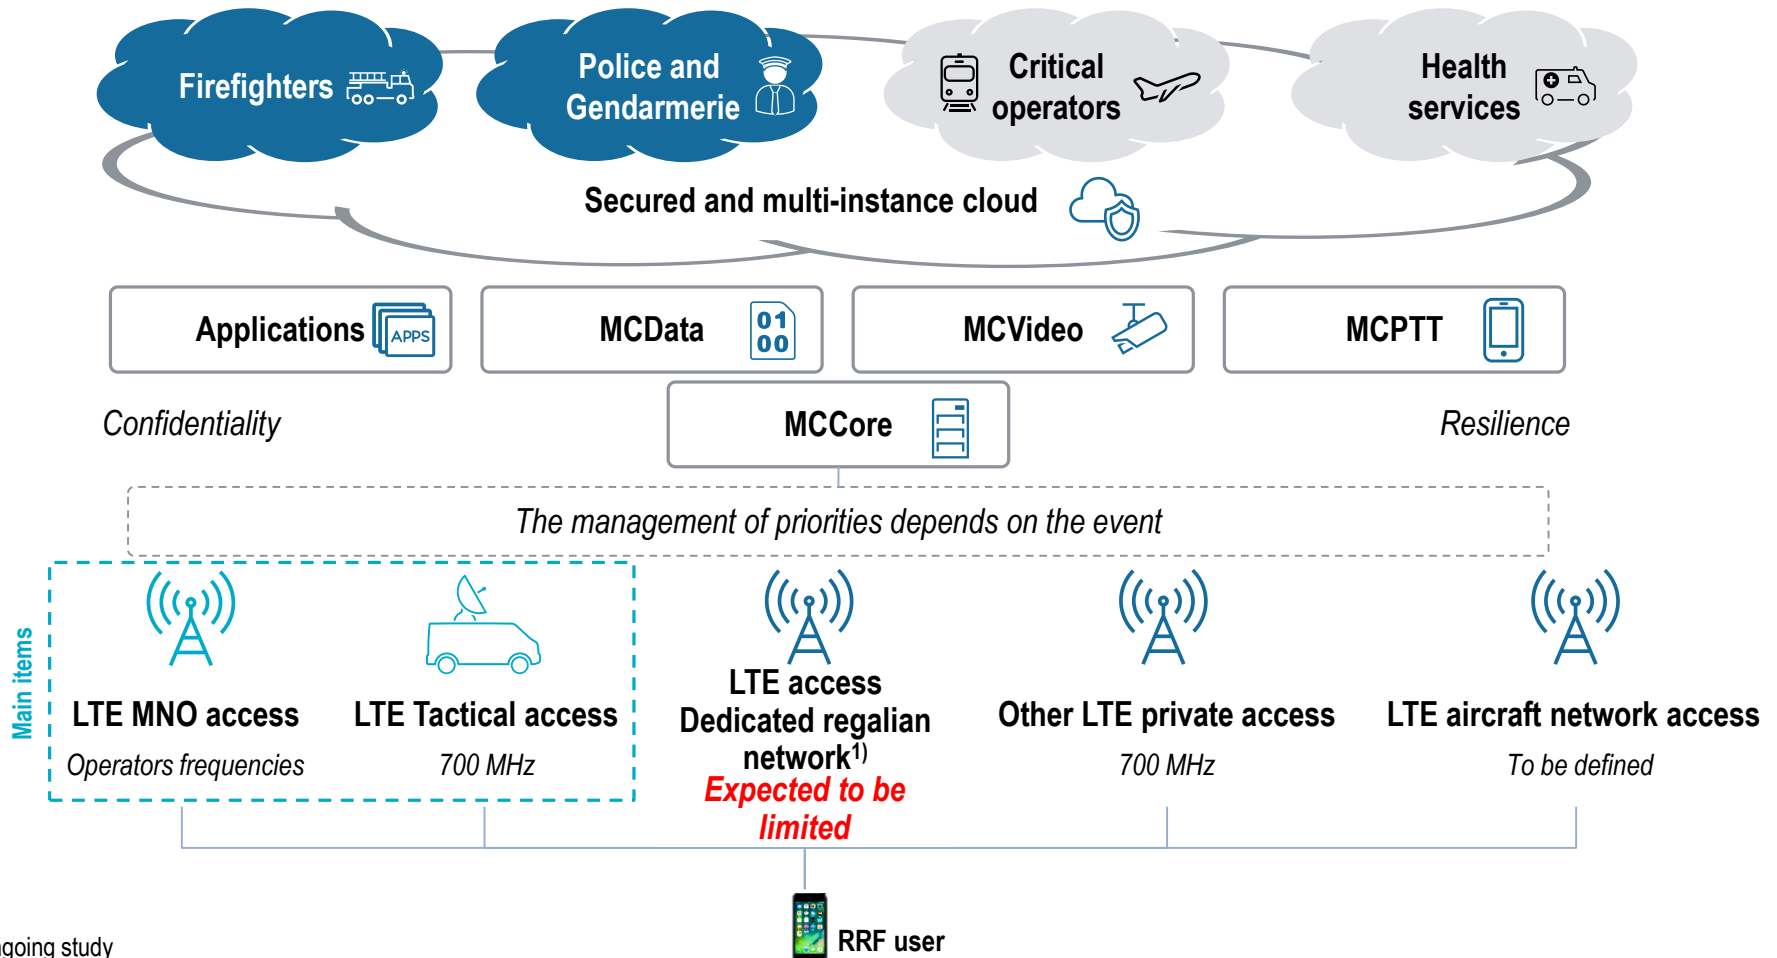 Firefighters
Police and
Gendarmerie
Critical
operators
Health
services
Secured and multi-instance cloud
Applications
APPS
MCData
01
00
MCVideo
MCPTT
Confidentiality
MCCore
Resilience
The management of priorities depends on the event
Main items
LTE MNO access
Operators frequencies
LTE Tactical access
700 MHz
LTE access
Dedicated regalian
network1)
Expected to be
limited
Other LTE private access
700 MHz
LTE aircraft network access
To be defined
RRF user
going study